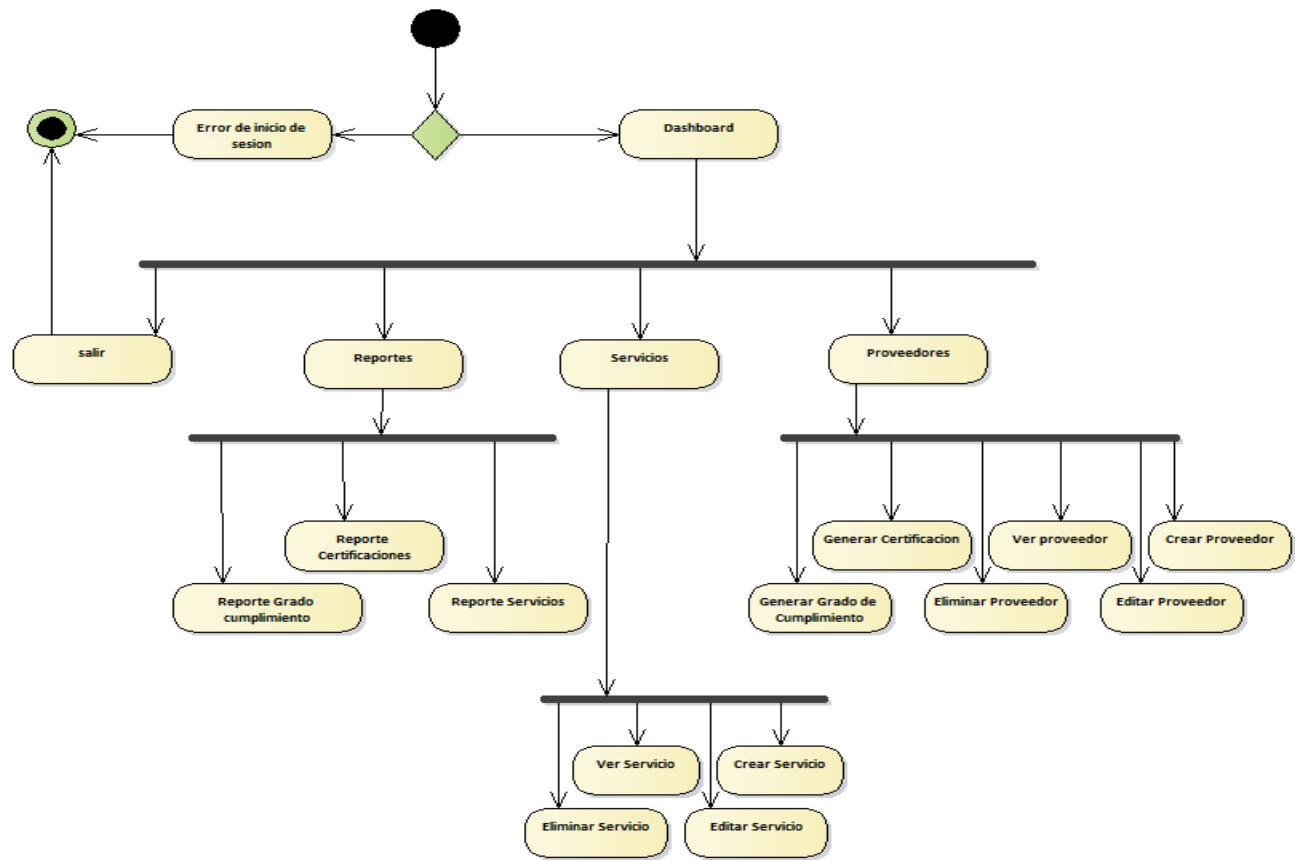 Error de inicio de
sesion
Dashboard
salir
Reportes
Servicios
Proveedores
Reporte
Certificaciones
Generar Certificacion
Ver proveedor
Crear Proveedor
Reporte Grado
cumplimiento
Reporte Servicios
Generar Grado de
Cumplimiento
Eliminar Proveedor
Editar Proveedor
Ver Servicio
Crear Servicio
Eliminar Servicio
Editar Servicio